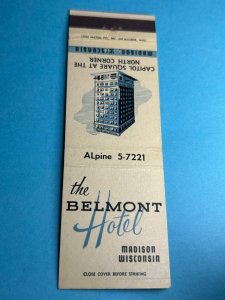 MADISON, WISCONSIN
CAPITOL SQUARE AT THE
NORTH CORNER
ALpine 5-7221
the
BELMONT
Hotel
MADISON
WISCONSIN
CLOSE COVER BEFORE STRIKING